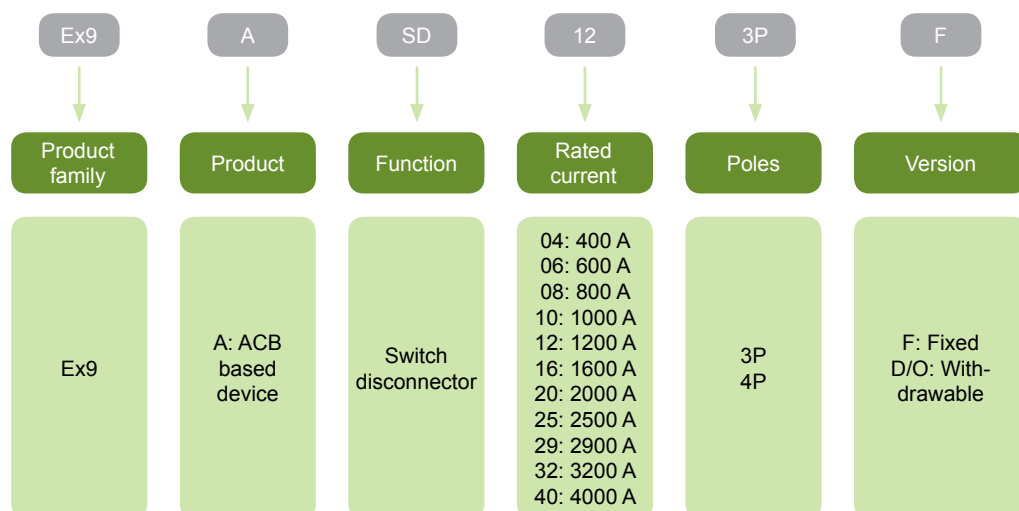 Ex9
A
SD
12
3P
F
Product
family
Product
Function
Rated
current
Poles
Version
Ex9
A: ACB
based
device
Switch
disconnector
04: 400 A
06: 600 A
08: 800 A
10: 1000 A
12: 1200 A
16: 1600 A
20: 2000 A
25: 2500 A
29: 2900 A
32: 3200 A
40: 4000 A
3P
4P
F: Fixed
D/O: With-
drawable